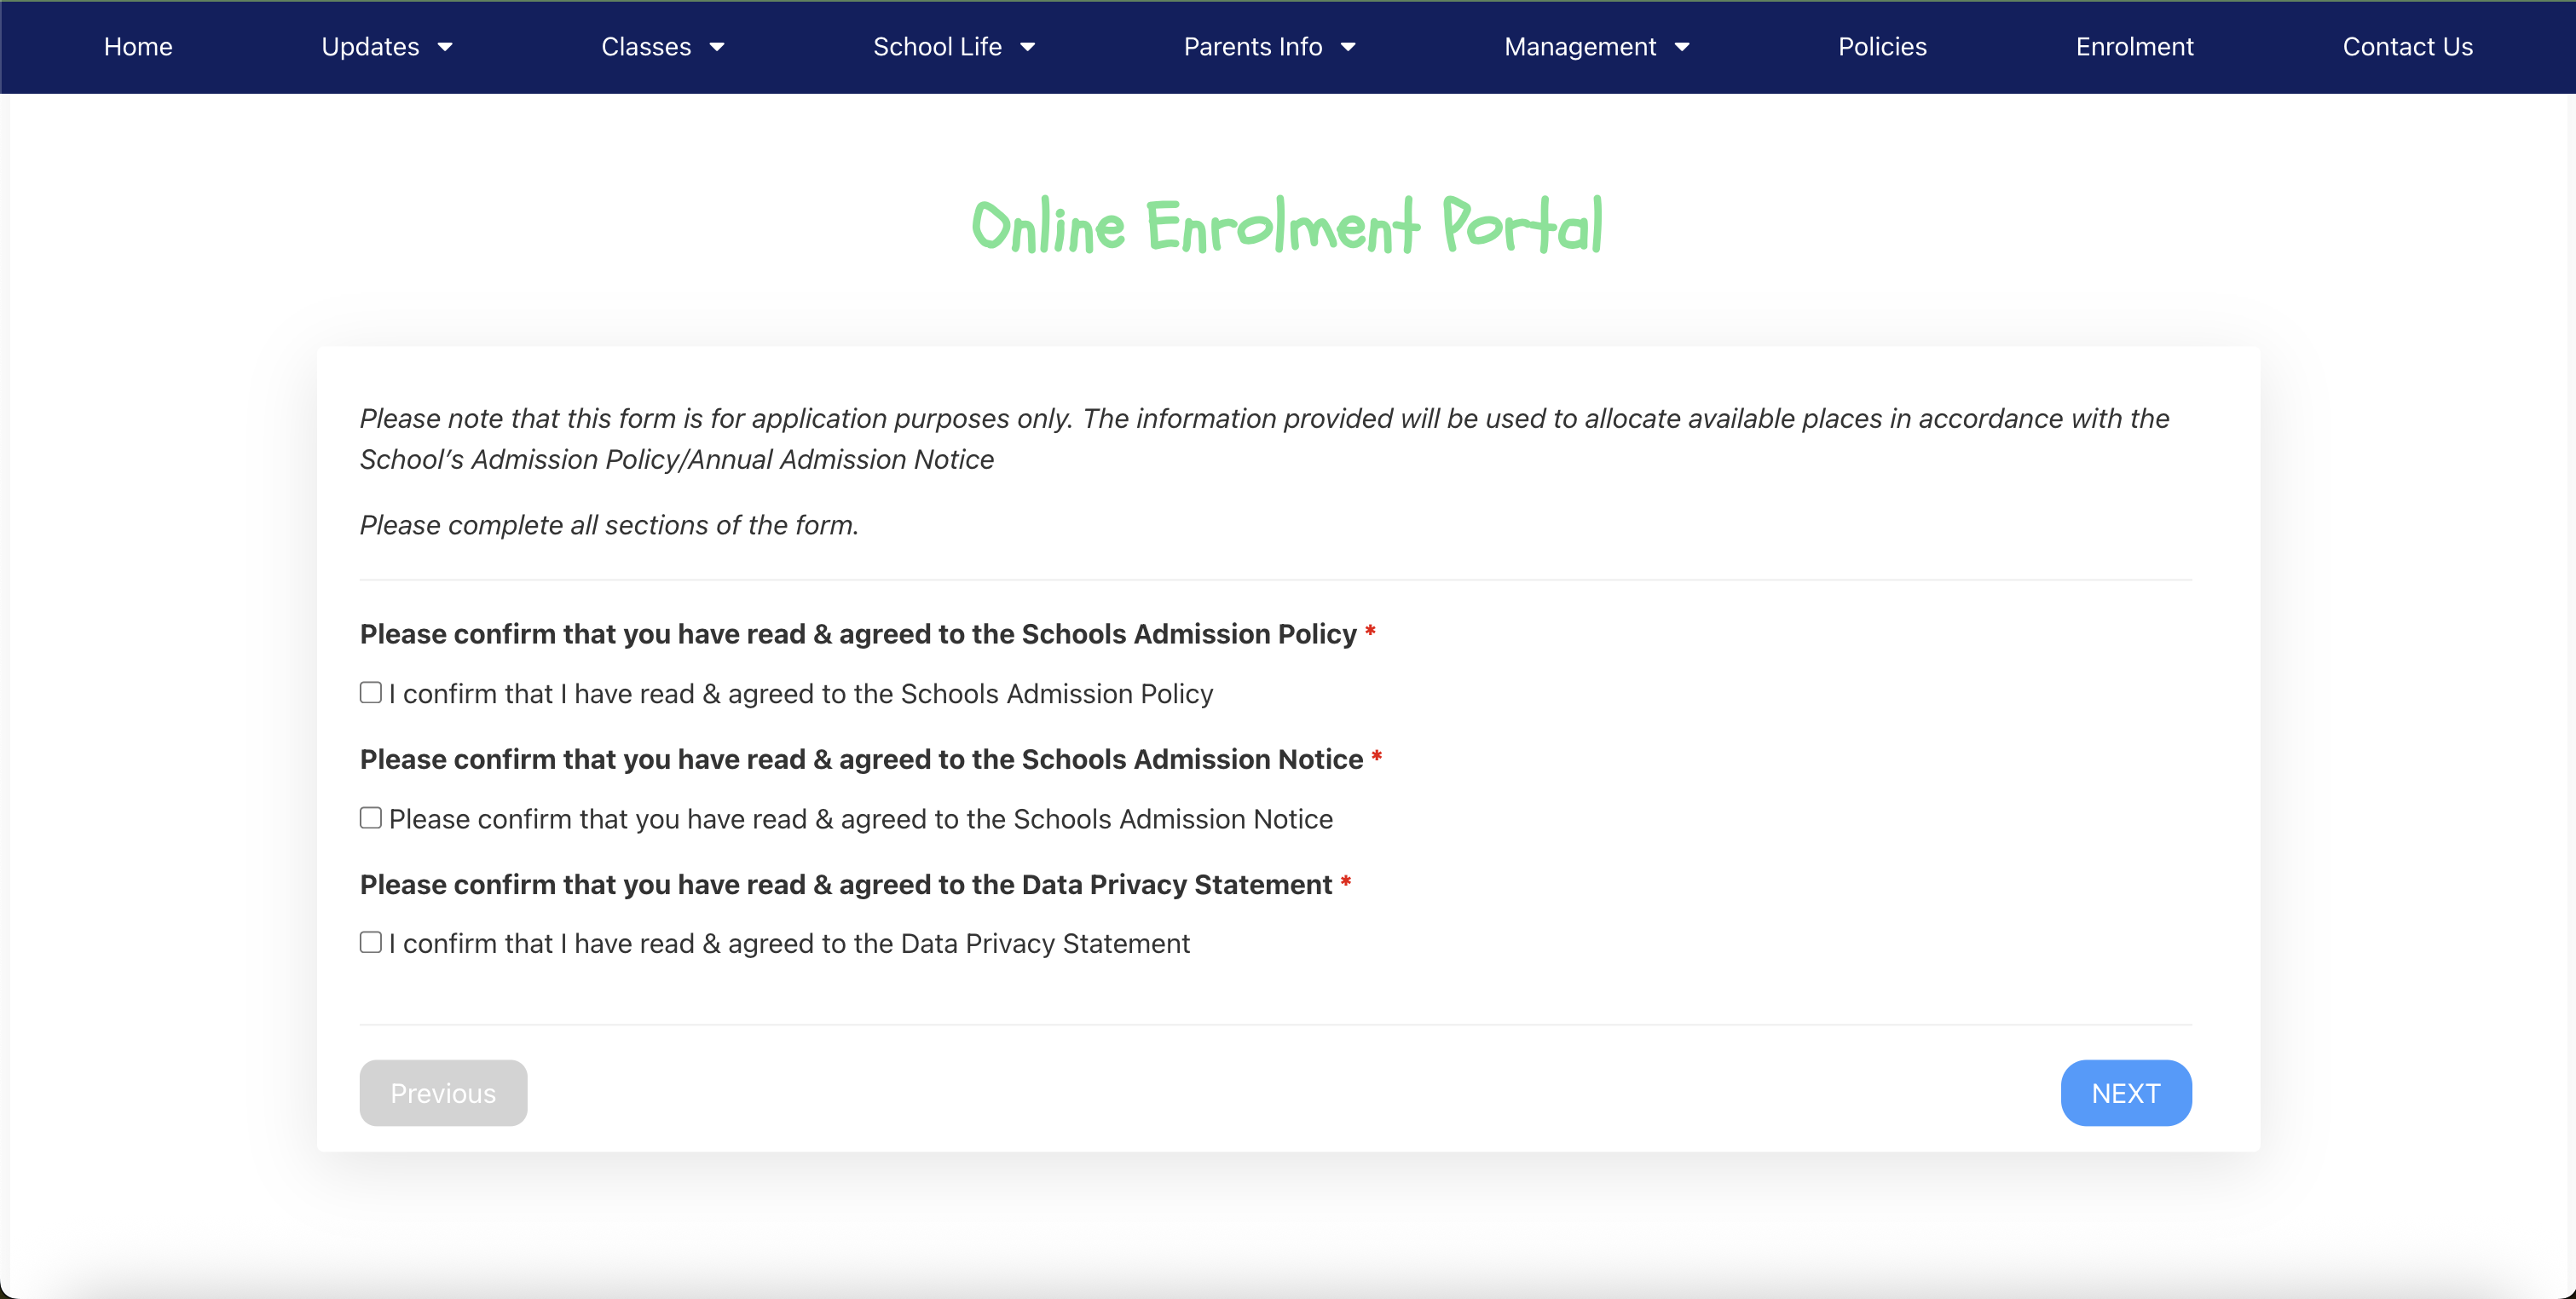 Home Updates Classes School Life Parents Info Management Policies Enrolment Contact Us
Online Enrolment Portal
Please note that this form is for application purposes only. The information provided will be used to allocate available places in accordance with the
School's Admission Policy/Annual Admission Notice
Please complete all sections of the form.
Please confirm that you have read & agreed to the Schools Admission Policy *
I confirm that I have read & agreed to the Schools Admission Policy
Please confirm that you have read & agreed to the Schools Admission Notice *
Please confirm that you have read & agreed to the Schools Admission Notice
Please confirm that you have read & agreed to the Data Privacy Statement *
I confirm that I have read & agreed to the Data Privacy Statement
Previous NEXT